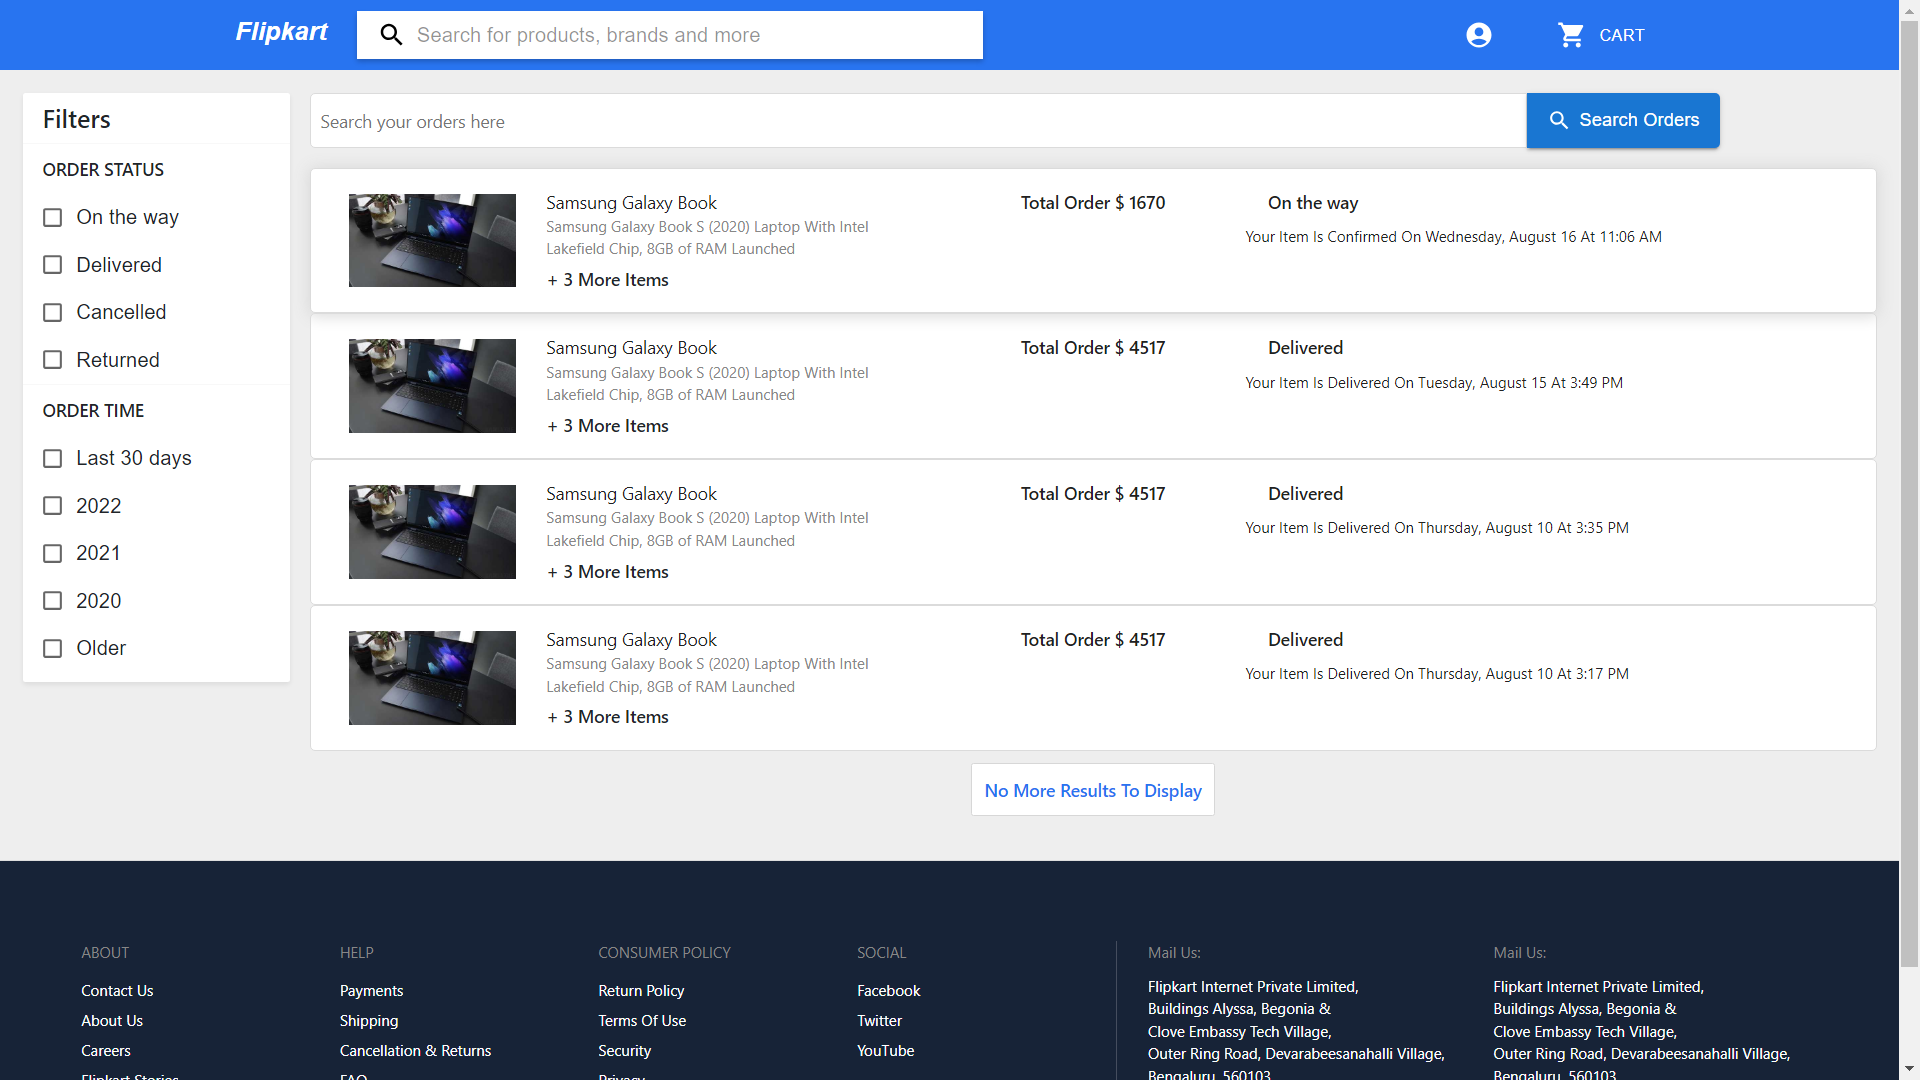 Flipkart
Search for products, brands and more
CART
Filters
ORDER STATUS
On the way
Delivered
Cancelled
Returned
ORDER TIME
Last 30 days
2022
2021
2020
Older
Search your orders here
Search Orders
Samsung Galaxy Book
Samsung Galaxy Book S (2020) Laptop With Intel
Lakefield Chip, 8GB of RAM Launched
+ 3 More Items
Total Order $ 1670
On the way
Your Item Is Confirmed On Wednesday, August 16 At 11:06 AM
Samsung Galaxy Book
Samsung Galaxy Book S (2020) Laptop With Intel
Lakefield Chip, 8GB of RAM Launched
+ 3 More Items
Total Order $ 4517
Delivered
Your Item Is Delivered On Tuesday, August 15 At 3:49 PM
Samsung Galaxy Book
Samsung Galaxy Book S (2020) Laptop With Intel
Lakefield Chip, 8GB of RAM Launched
+ 3 More Items
Total Order $ 4517
Delivered
Your Item Is Delivered On Thursday, August 10 At 3:35 PM
Samsung Galaxy Book
Samsung Galaxy Book S (2020) Laptop With Intel
Lakefield Chip, 8GB of RAM Launched
+ 3 More Items
Total Order $ 4517
Delivered
Your Item Is Delivered On Thursday, August 10 At 3:17 PM
No More Results To Display
ABOUT
Contact Us
About Us
Careers
Flipkart Stories
HELP
Payments
Shipping
Cancellation & Returns
FAQ
CONSUMER POLICY
Return Policy
Terms Of Use
Security
Privacy
SOCIAL
Facebook
Twitter
YouTube
Mail Us:
Flipkart Internet Private Limited,
Buildings Alyssa, Begonia &
Clove Embassy Tech Village,
Outer Ring Road, Devarabeesanahalli Village,
Bengaluru, 560103
Mail Us:
Flipkart Internet Private Limited,
Buildings Alyssa, Begonia &
Clove Embassy Tech Village,
Outer Ring Road, Devarabeesanahalli Village,
Bengaluru, 560103